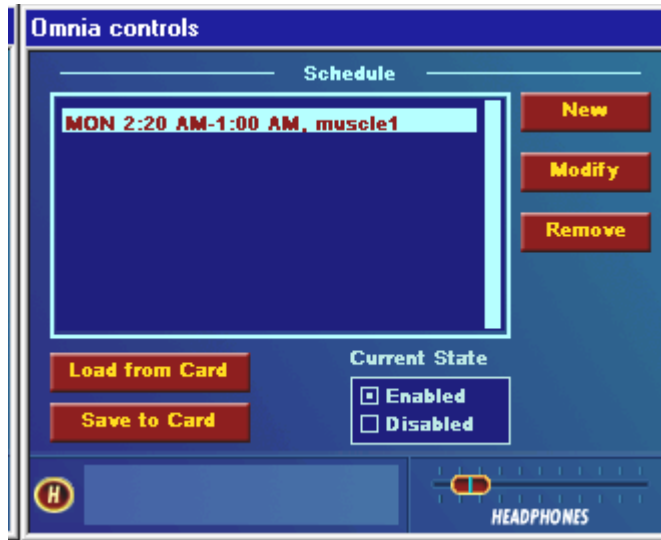 Omnia controls
Schedule
MON 2:20 AM-1:00 AM, muscle1
New
Modify
Remove
Load from Card
Save to Card
Current State
Enabled
Disabled
H
HEADPHONES